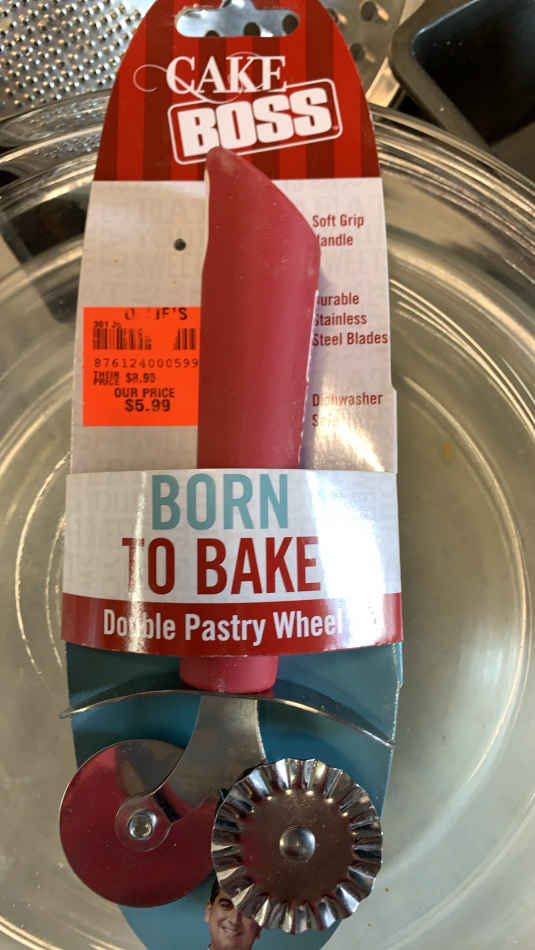 CAKE
BOSS
Soft Grip
Handle
Durable
Stainless
Steel Blades
Dishwasher
876124000599
THEIR
PRICE $8.95
OUR PRICE
$5.99
BORN
TO BAKE
Double Pastry Wheel